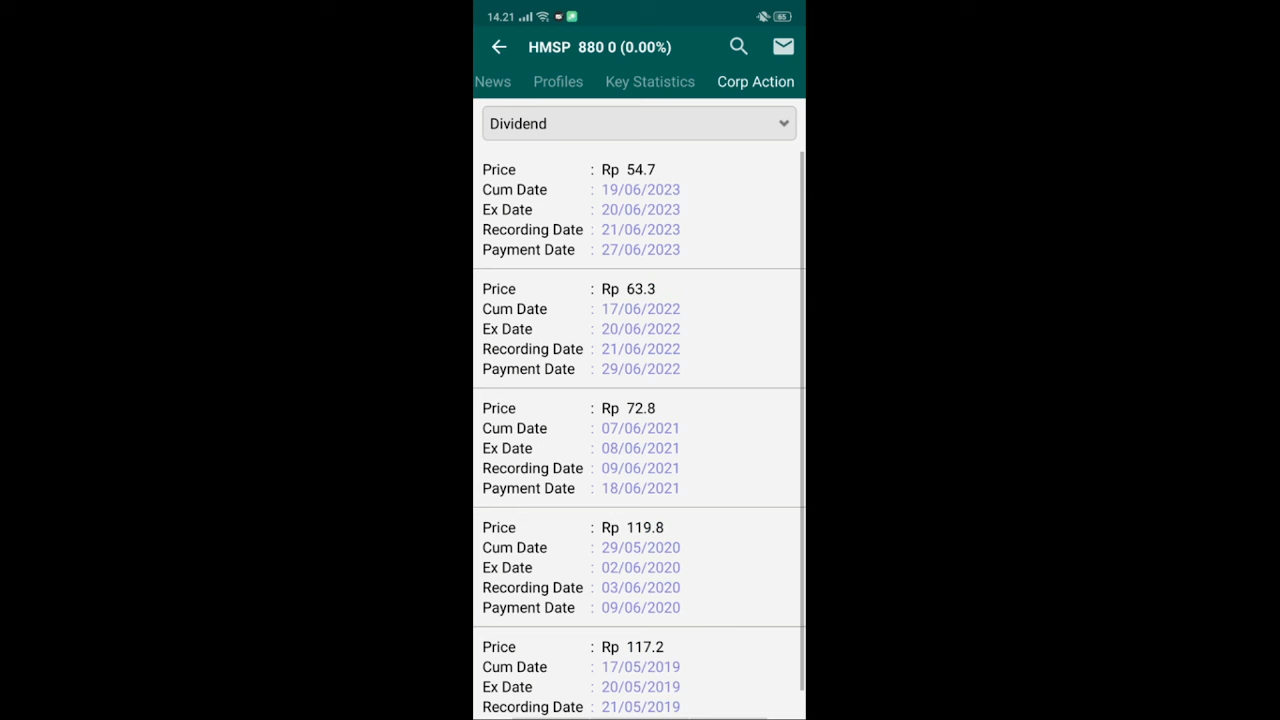 14.21 65
HMSP 880 0 (0.00%)
News Profiles Key Statistics Corp Action
Dividend
Price : Rp 54.7
Cum Date : 19/06/2023
Ex Date : 20/06/2023
Recording Date : 21/06/2023
Payment Date : 27/06/2023
Price : Rp 63.3
Cum Date : 17/06/2022
Ex Date : 20/06/2022
Recording Date : 21/06/2022
Payment Date : 29/06/2022
Price : Rp 72.8
Cum Date : 07/06/2021
Ex Date : 08/06/2021
Recording Date : 09/06/2021
Payment Date : 18/06/2021
Price : Rp 119.8
Cum Date : 29/05/2020
Ex Date : 02/06/2020
Recording Date : 03/06/2020
Payment Date : 09/06/2020
Price : Rp 117.2
Cum Date : 17/05/2019
Ex Date : 20/05/2019
Recording Date : 21/05/2019